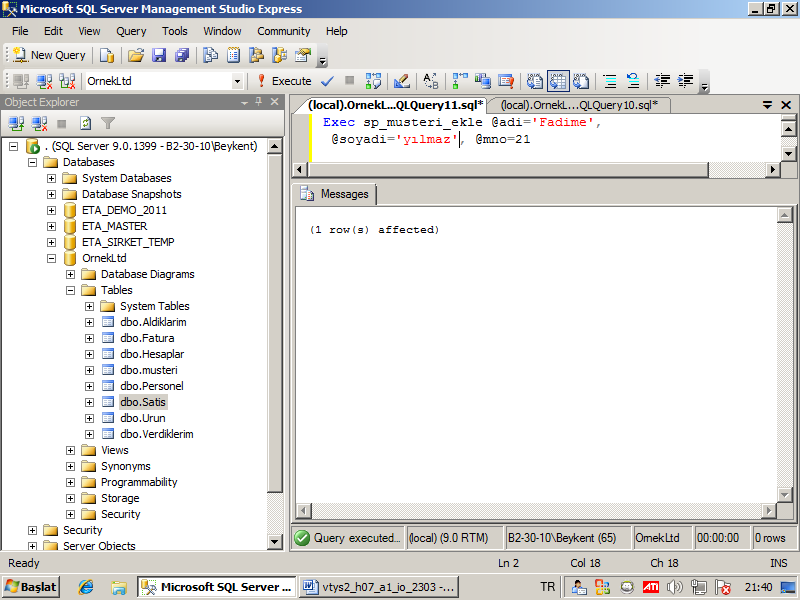 Microsoft SQL Server Management Studio Express
File Edit View Query Tools Window Community Help
New Query
OrnekLtd Execute
Object Explorer
(local).OrnekL...QLQuery11.sql* (local).OrnekL...QLQuery10.sql*
Exec sp_musteri_ekle @adi='Fadime',
@soyadi='yılmaz', @mno=21
. (SQL Server 9.0.1399 - B2-30-10\Beykent)
Databases
System Databases
Database Snapshots
ETA_DEMO_2011
ETA_MASTER
ETA_SIRKET_TEMP
OrnekLtd
Database Diagrams
Tables
System Tables
dbo.Aldiklarim
dbo.Fatura
dbo.Hesaplar
dbo.musteri
dbo.Personel
dbo.Satis
dbo.Urun
dbo.Verdiklerim
Views
Synonyms
Programmability
Storage
Security
Security
Server Objects
Messages
(1 row(s) affected)
Query executed... (local) (9.0 RTM) B2-30-10\Beykent (65) OrnekLtd 00:00:00 0 rows
Ready Ln 2 Col 18 Ch 18 INS
Başlat Microsoft SQL Server ... vtys2_h07_a1_io_2303 -... TR ATI 21:40